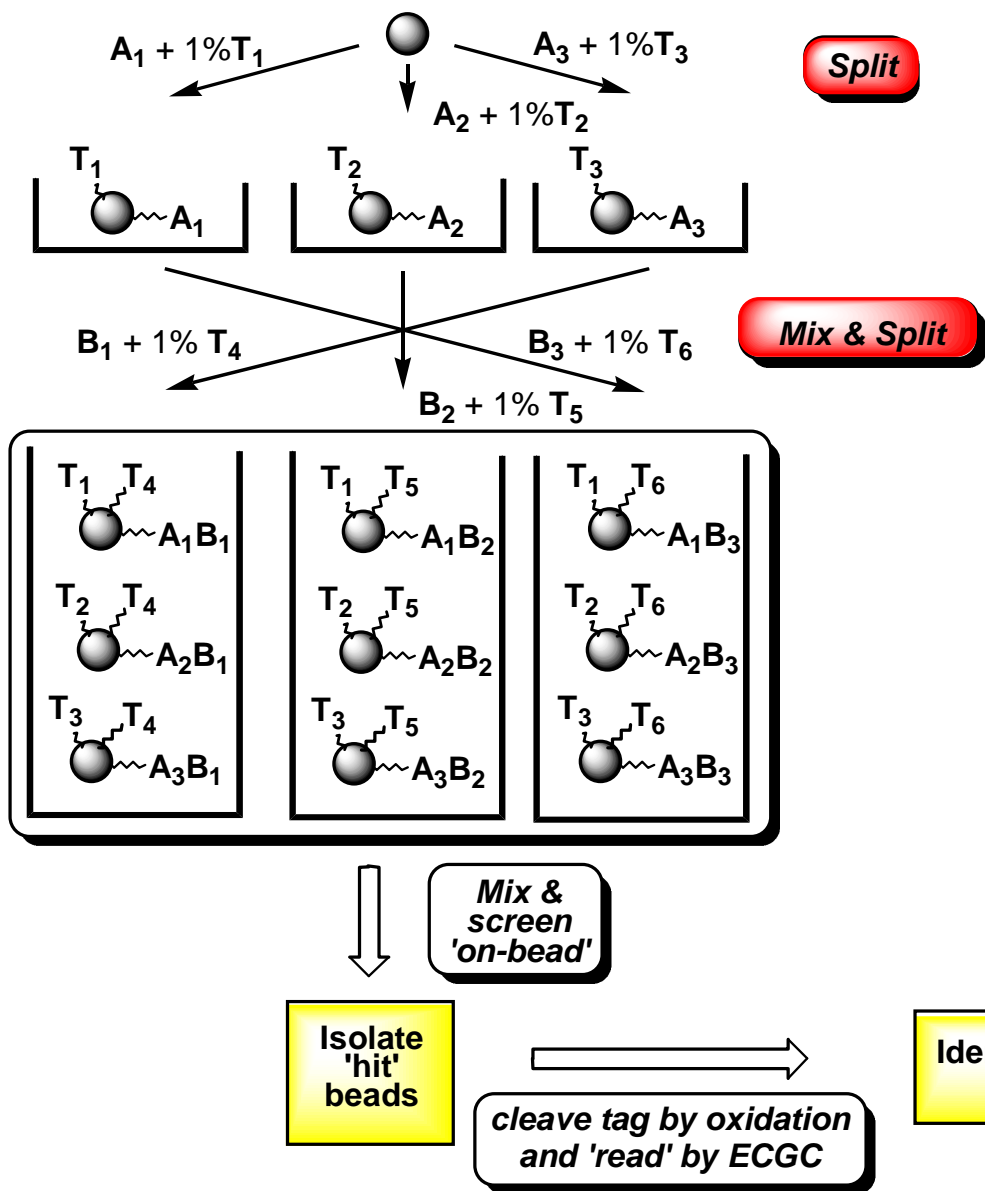 A₁ + 1%T₁
A₃ + 1%T₃
Split
A₂ + 1%T₂
T₁
T₂
T₃
A₁
A₂
A₃
B₁ + 1% T₄
B₃ + 1% T₆
Mix & Split
B₂ + 1% T₅
T₁ T₄
A₁B₁
T₂ T₄
A₂B₁
T₃ T₄
A₃B₁
T₁ T₅
A₁B₂
T₂ T₅
A₂B₂
T₃ T₅
A₃B₂
T₁ T₆
A₁B₃
T₂ T₆
A₂B₃
T₃ T₆
A₃B₃
Mix &
screen
'on-bead'
Isolate
'hit'
beads
Ide
cleave tag by oxidation
and 'read' by ECGC